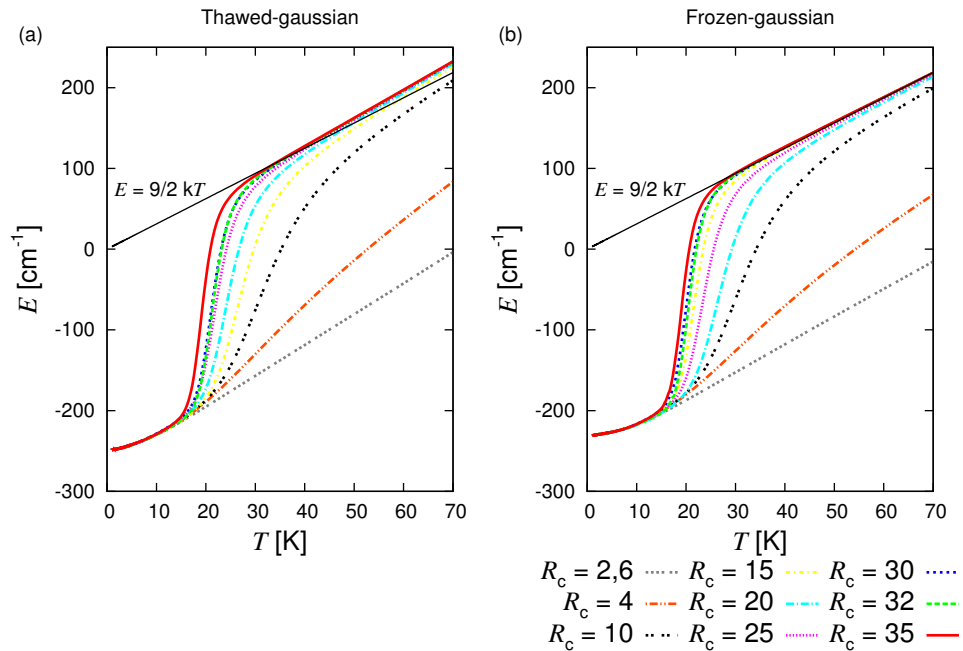 Thawed-gaussian
Frozen-gaussian
(a)
(b)
200
100
0
-100
-200
-300
E [cm⁻¹]
E = 9/2 kT
0 10 20 30 40 50 60 70
T [K]
200
100
0
-100
-200
-300
E [cm⁻¹]
E = 9/2 kT
0 10 20 30 40 50 60 70
T [K]
Rc = 2,6 Rc = 15 Rc = 30
Rc = 4 Rc = 20 Rc = 32
Rc = 10 Rc = 25 Rc = 35